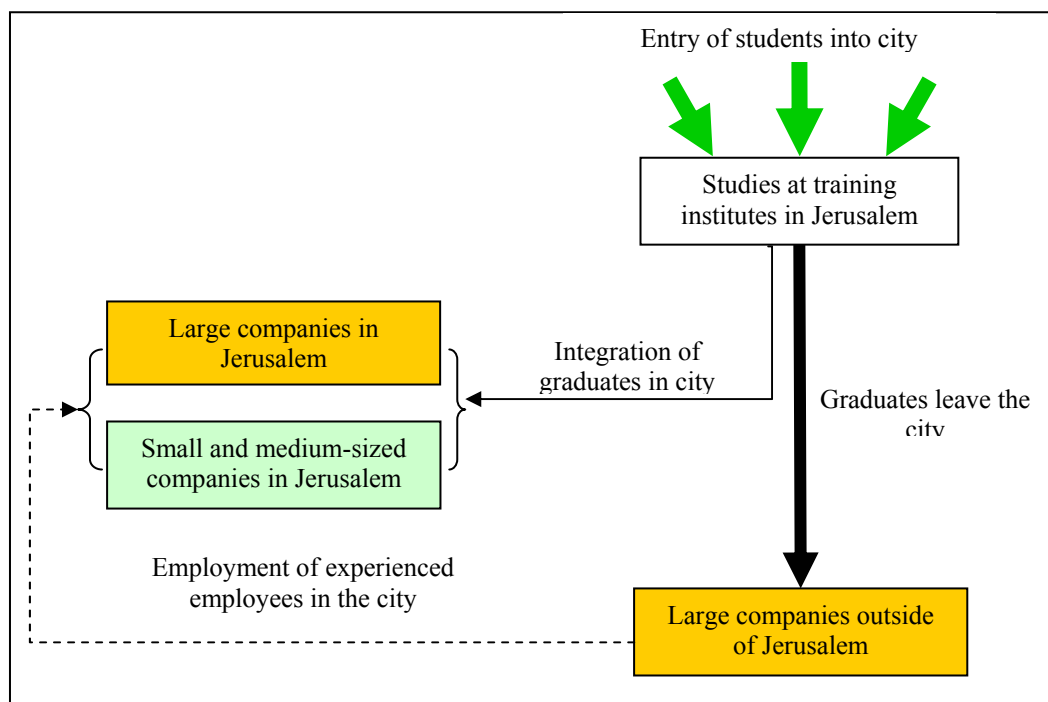 Entry of students into city
Studies at training
institutes in Jerusalem
Large companies in
Jerusalem
Integration of
graduates in city
Graduates leave the
city
Small and medium-sized
companies in Jerusalem
Employment of experienced
employees in the city
Large companies outside
of Jerusalem